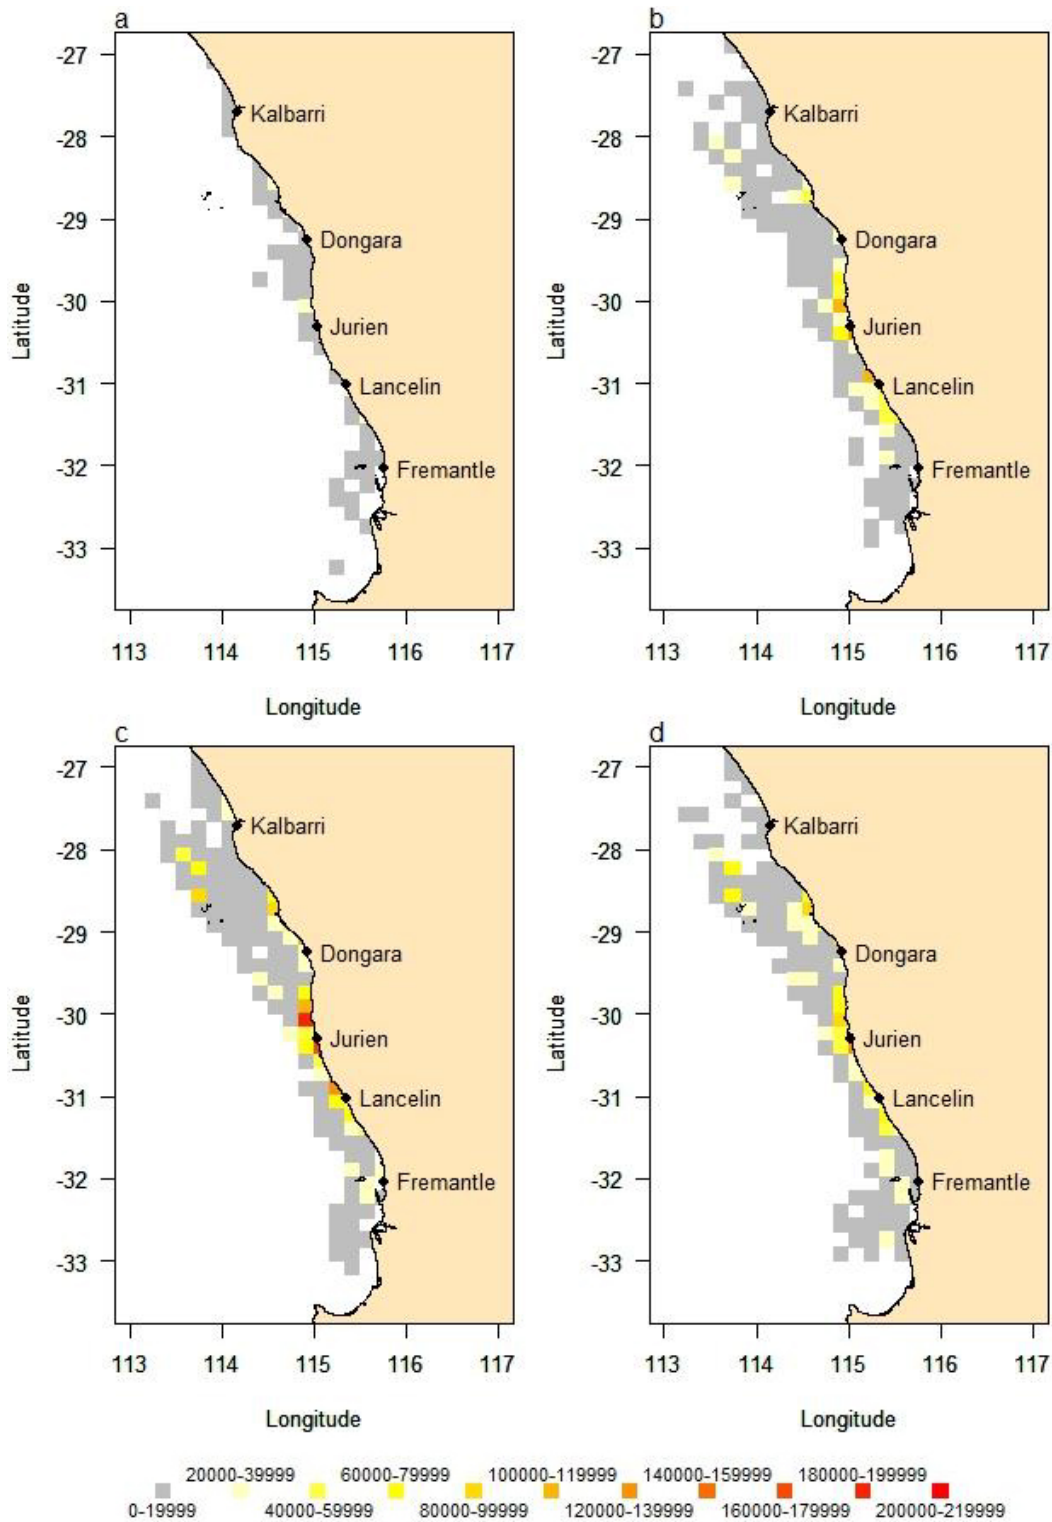 a
-27
-28
-29
-30
-31
-32
-33
Latitude
Kalbarri
Dongara
Jurien
Lancelin
Fremantle
113 114 115 116 117
Longitude
b
-27
-28
-29
-30
-31
-32
-33
Latitude
Kalbarri
Dongara
Jurien
Lancelin
Fremantle
113 114 115 116 117
Longitude
c
-27
-28
-29
-30
-31
-32
-33
Latitude
Kalbarri
Dongara
Jurien
Lancelin
Fremantle
113 114 115 116 117
Longitude
d
-27
-28
-29
-30
-31
-32
-33
Latitude
Kalbarri
Dongara
Jurien
Lancelin
Fremantle
113 114 115 116 117
Longitude
20000-39999 60000-79999 100000-119999 140000-159999 180000-199999
0-19999 40000-59999 80000-99999 120000-139999 160000-179999 200000-219999